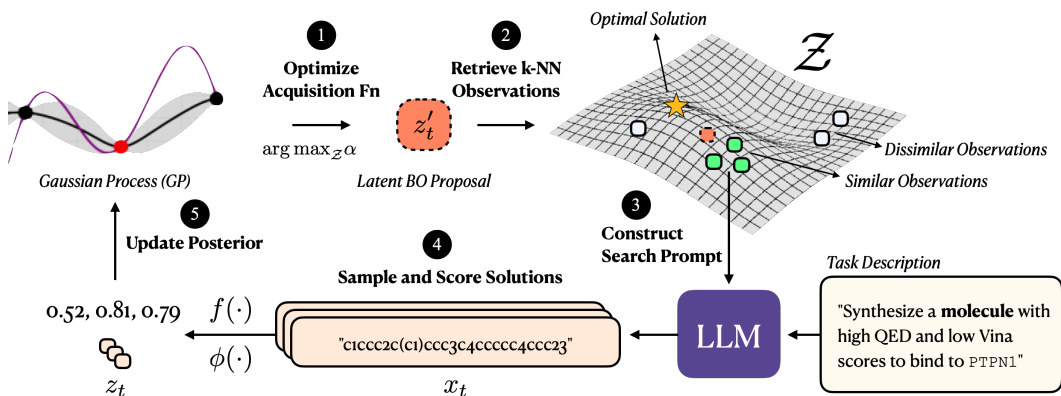 1
Optimize
Acquisition Fn
arg max_𝒵 α
z′_t
Latent BO Proposal
2
Retrieve k-NN
Observations
Optimal Solution
𝒵
Dissimilar Observations
Similar Observations
Gaussian Process (GP)
5
Update Posterior
3
Construct
Search Prompt
4
Sample and Score Solutions
Task Description
"Synthesize a molecule with
high QED and low Vina
scores to bind to PTPN1"
LLM
"c1ccc2c(c1)ccc3c4ccccc4ccc23"
x_t
f(·)
ϕ(·)
0.52, 0.81, 0.79
z_t